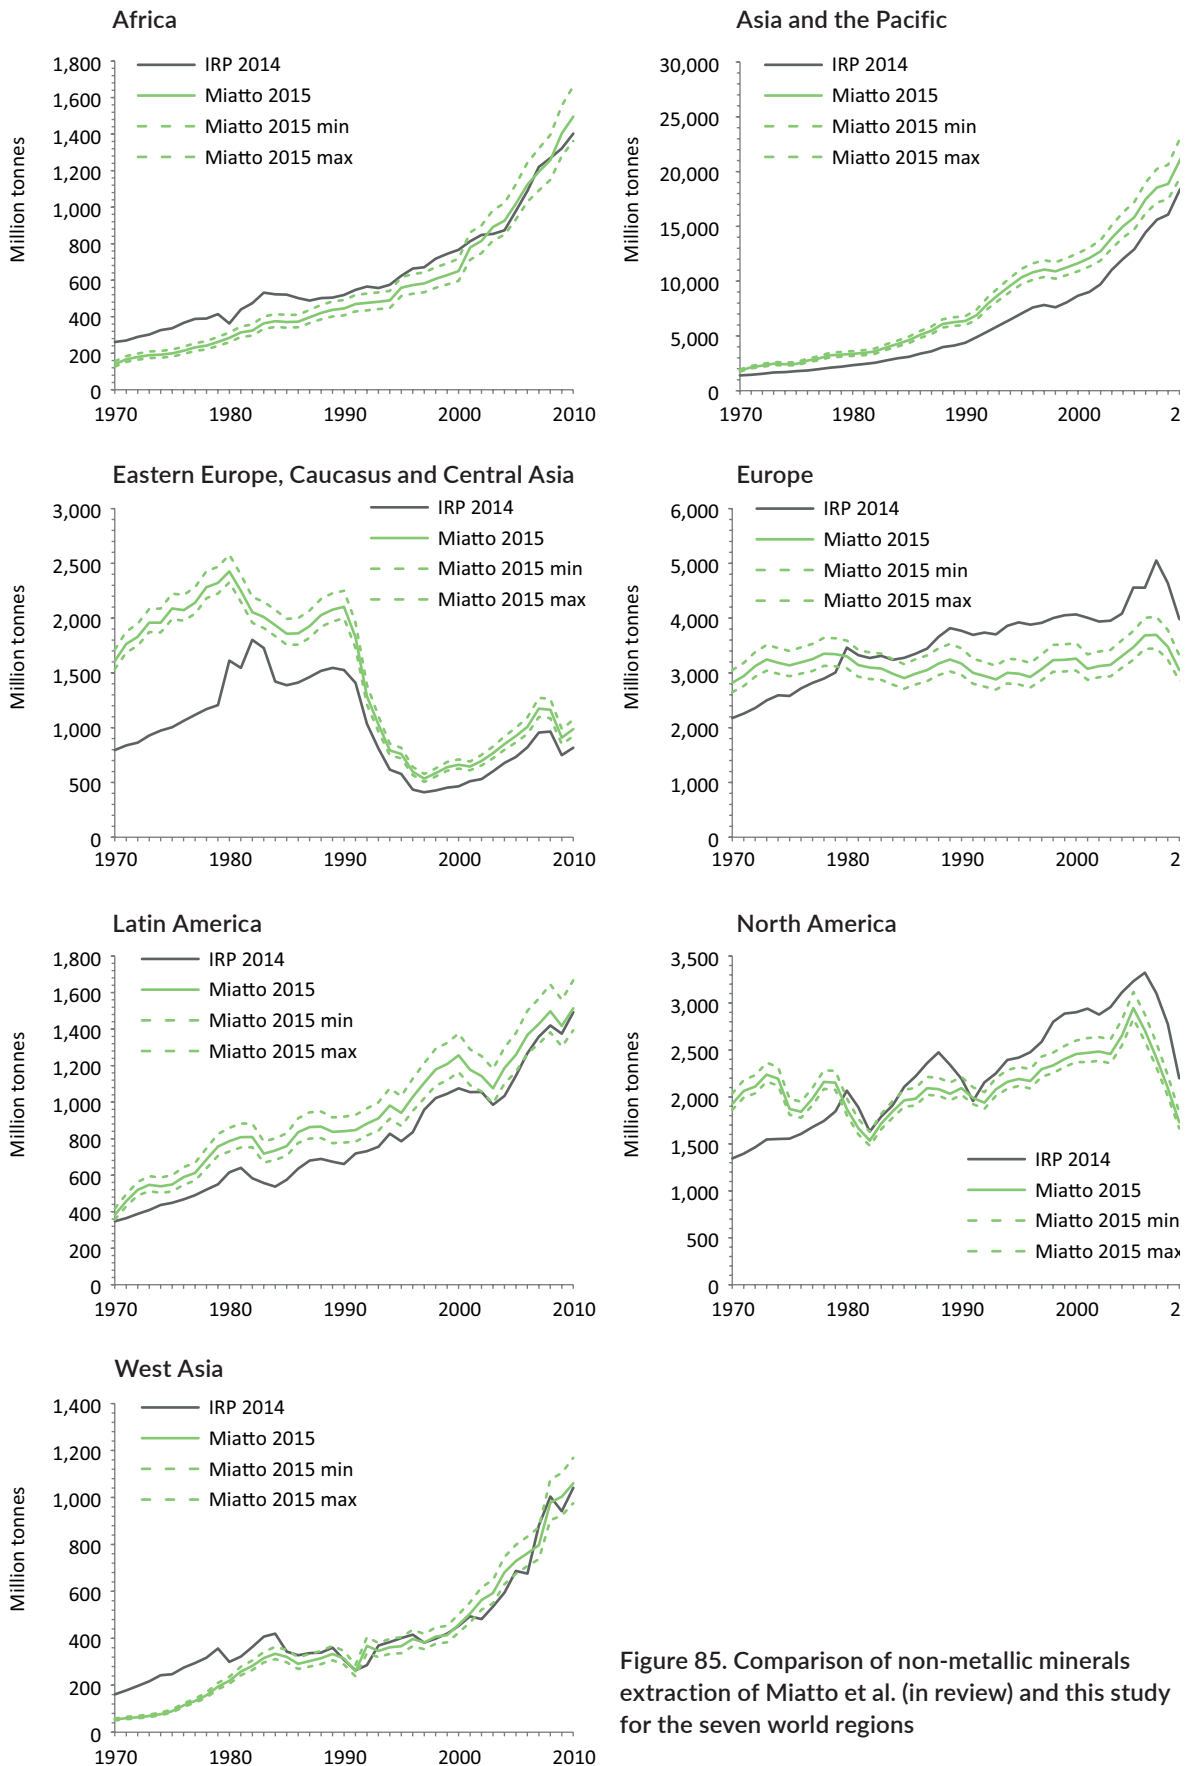 Africa
Million tonnes
1,800
1,600
1,400
1,200
1,000
800
600
400
200
0
1970
1980
1990
2000
2010
IRP 2014
Miatto 2015
Miatto 2015 min
Miatto 2015 max
Asia and the Pacific
Million tonnes
30,000
25,000
20,000
15,000
10,000
5,000
0
1970
1980
1990
2000
2
IRP 2014
Miatto 2015
Miatto 2015 min
Miatto 2015 max
Eastern Europe, Caucasus and Central Asia
Million tonnes
3,000
2,500
2,000
1,500
1,000
500
0
1970
1980
1990
2000
2010
IRP 2014
Miatto 2015
Miatto 2015 min
Miatto 2015 max
Europe
Million tonnes
6,000
5,000
4,000
3,000
2,000
1,000
0
1970
1980
1990
2000
2
IRP 2014
Miatto 2015
Miatto 2015 min
Miatto 2015 max
Latin America
Million tonnes
1,800
1,600
1,400
1,200
1,000
800
600
400
200
0
1970
1980
1990
2000
2010
IRP 2014
Miatto 2015
Miatto 2015 min
Miatto 2015 max
North America
Million tonnes
3,500
3,000
2,500
2,000
1,500
1,000
500
0
1970
1980
1990
2000
2
IRP 2014
Miatto 2015
Miatto 2015 min
Miatto 2015 max
West Asia
Million tonnes
1,400
1,200
1,000
800
600
400
200
0
1970
1980
1990
2000
2010
IRP 2014
Miatto 2015
Miatto 2015 min
Miatto 2015 max
Figure 85. Comparison of non-metallic minerals
extraction of Miatto et al. (in review) and this study
for the seven world regions